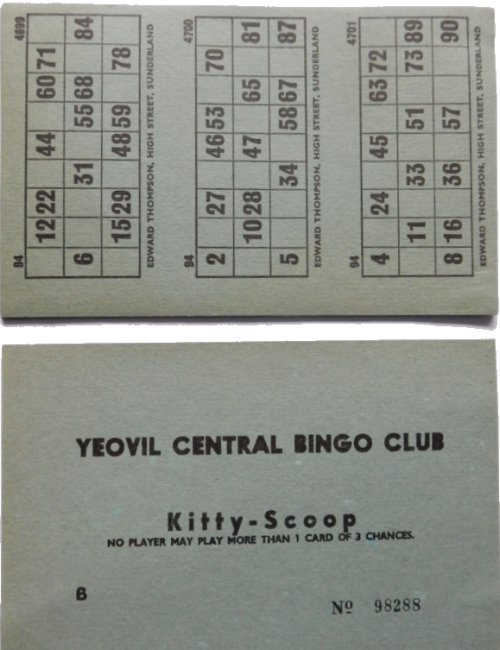 84 4699
12 22 44 60 71
6 31 55 68 84
15 29 48 59 78
EDWARD THOMPSON, HIGH STREET, SUNDERLAND
94 4700
2 27 46 53 70
10 28 47 65 81
5 34 58 67 87
EDWARD THOMPSON, HIGH STREET, SUNDERLAND
94 4701
4 24 45 63 72
11 33 51 73 89
8 16 36 57 90
EDWARD THOMPSON, HIGH STREET, SUNDERLAND
YEOVIL CENTRAL BINGO CLUB
Kitty-Scoop
NO PLAYER MAY PLAY MORE THAN 1 CARD OF 3 CHANCES.
B
Nº 98288